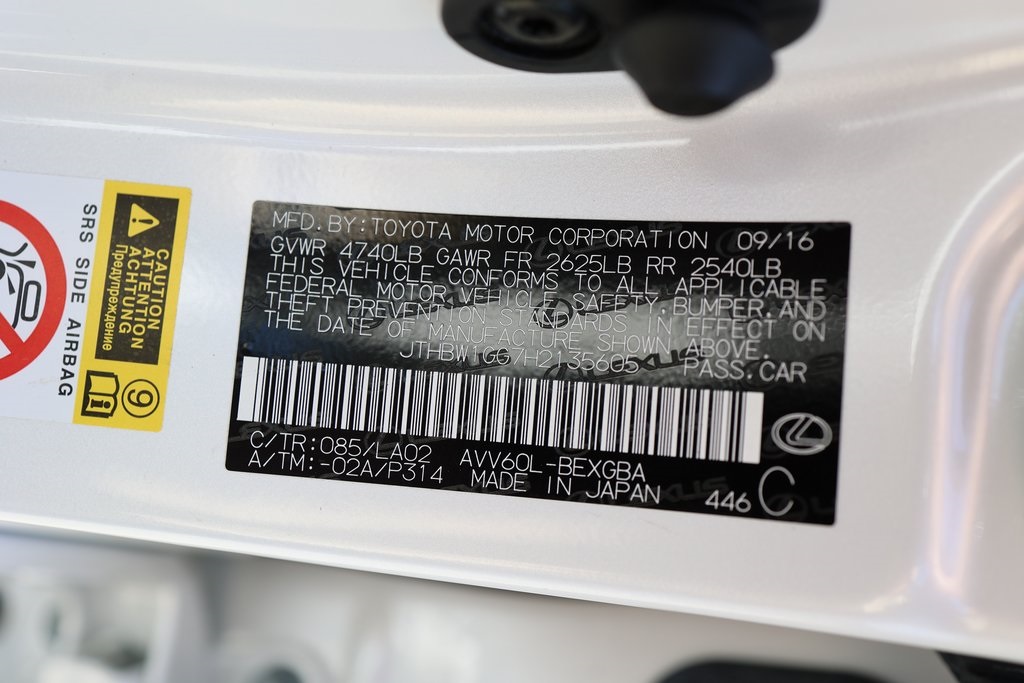 SRS SIDE AIRBAG
CAUTION
ATTENTION
ACHTUNG
Предупреждение
9
MFD.BY:TOYOTA MOTOR CORPORATION 09/16
GVWR 4740LB GAWR FR 2625LB RR 2540LB
THIS VEHICLE CONFORMS TO ALL APPLICABLE
FEDERAL MOTOR VEHICLE SAFETY,BUMPER,AND
THEFT PREVENTION STANDARDS IN EFFECT ON
THE DATE OF MANUFACTURE SHOWN ABOVE.
JTHBW1GG7H2135605 PASS.CAR
C/TR:085/LA02 AVV60L-BEXGBA
A/TM:-02A/P314 MADE IN JAPAN 446 C